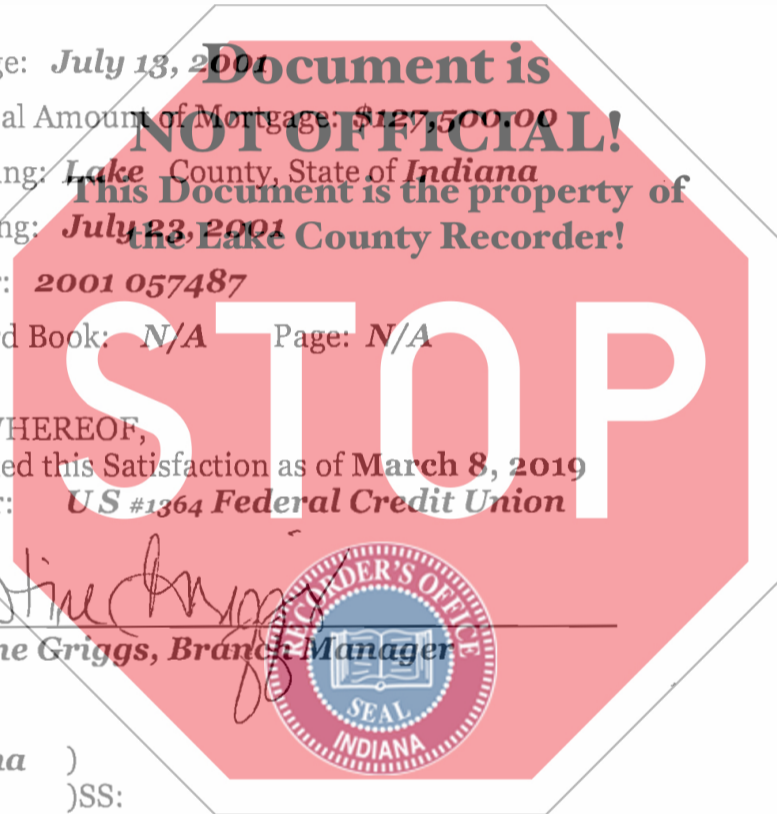 Document is
NOT OFFICIAL!
This Document is the property of
the Lake County Recorder!
STOP
e: July 13, 2001
al Amount of Mortgage: $127,500.00
ng: Lake County, State of Indiana
ng: July 23, 2001
: 2001 057487
d Book: N/A Page: N/A
HEREOF,
ed this Satisfaction as of March 8, 2019
: U S #1364 Federal Credit Union
ne Griggs, Branch Manager
RECORDER'S OFFICE
SEAL
INDIANA
na )
)SS: